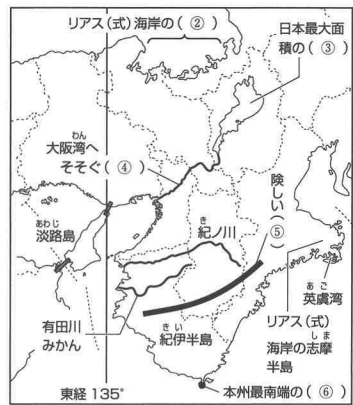 リアス(式)海岸の( ② )
日本最大面
積の( ③ )
わん
大阪湾へ
そそぐ( ④ )
険しい( ⑤ )
あわじ
淡路島
き
紀ノ川
あご
英虞湾
有田川
みかん
きい
紀伊半島
リアス(式)
しま
海岸の志摩
半島
東経 135°
本州最南端の( ⑥ )